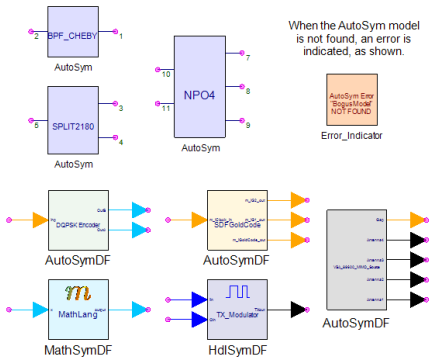 When the AutoSym model
is not found, an error is
indicated, as shown.
2
BPF_CHEBY
1
AutoSym
5
SPLIT2180
3
4
AutoSym
10
11
NPO4
7
8
9
AutoSym
AutoSym Error
"BogusModel"
NOT FOUND
Error_Indicator
DQPSK Encoder
AutoSymDF
SDFGoldCode
AutoSymDF
AutoSymDF
MathLang
MathSymDF
TX_Modulator
HdlSymDF